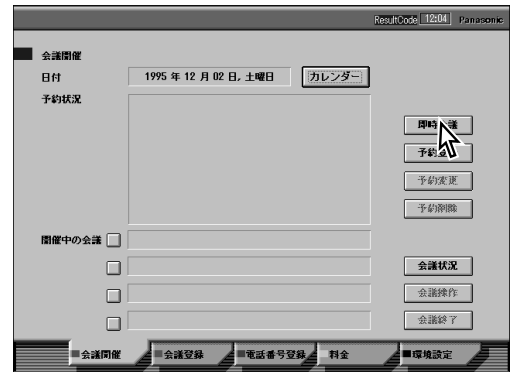 ResultCode 12:04 Panasonic
会議開催
日付 1995 年 12 月 02 日, 土曜日 カレンダー
予約状況
即時会議
予約登録
予約変更
予約削除
開催中の会議
会議状況
会議操作
会議終了
会議開催 会議登録 電話番号登録 料金 環境設定